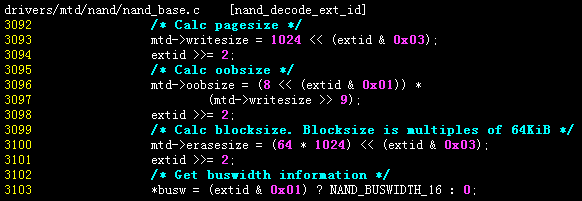 drivers/mtd/nand/nand_base.c    [nand_decode_ext_id]
3092                /* Calc pagesize */
3093                mtd->writesize = 1024 << (extid & 0x03);
3094                extid >>= 2;
3095                /* Calc oobsize */
3096                mtd->oobsize = (8 << (extid & 0x01)) *
3097                        (mtd->writesize >> 9);
3098                extid >>= 2;
3099                /* Calc blocksize. Blocksize is multiples of 64KiB */
3100                mtd->erasesize = (64 * 1024) << (extid & 0x03);
3101                extid >>= 2;
3102                /* Get buswidth information */
3103                *busw = (extid & 0x01) ? NAND_BUSWIDTH_16 : 0;